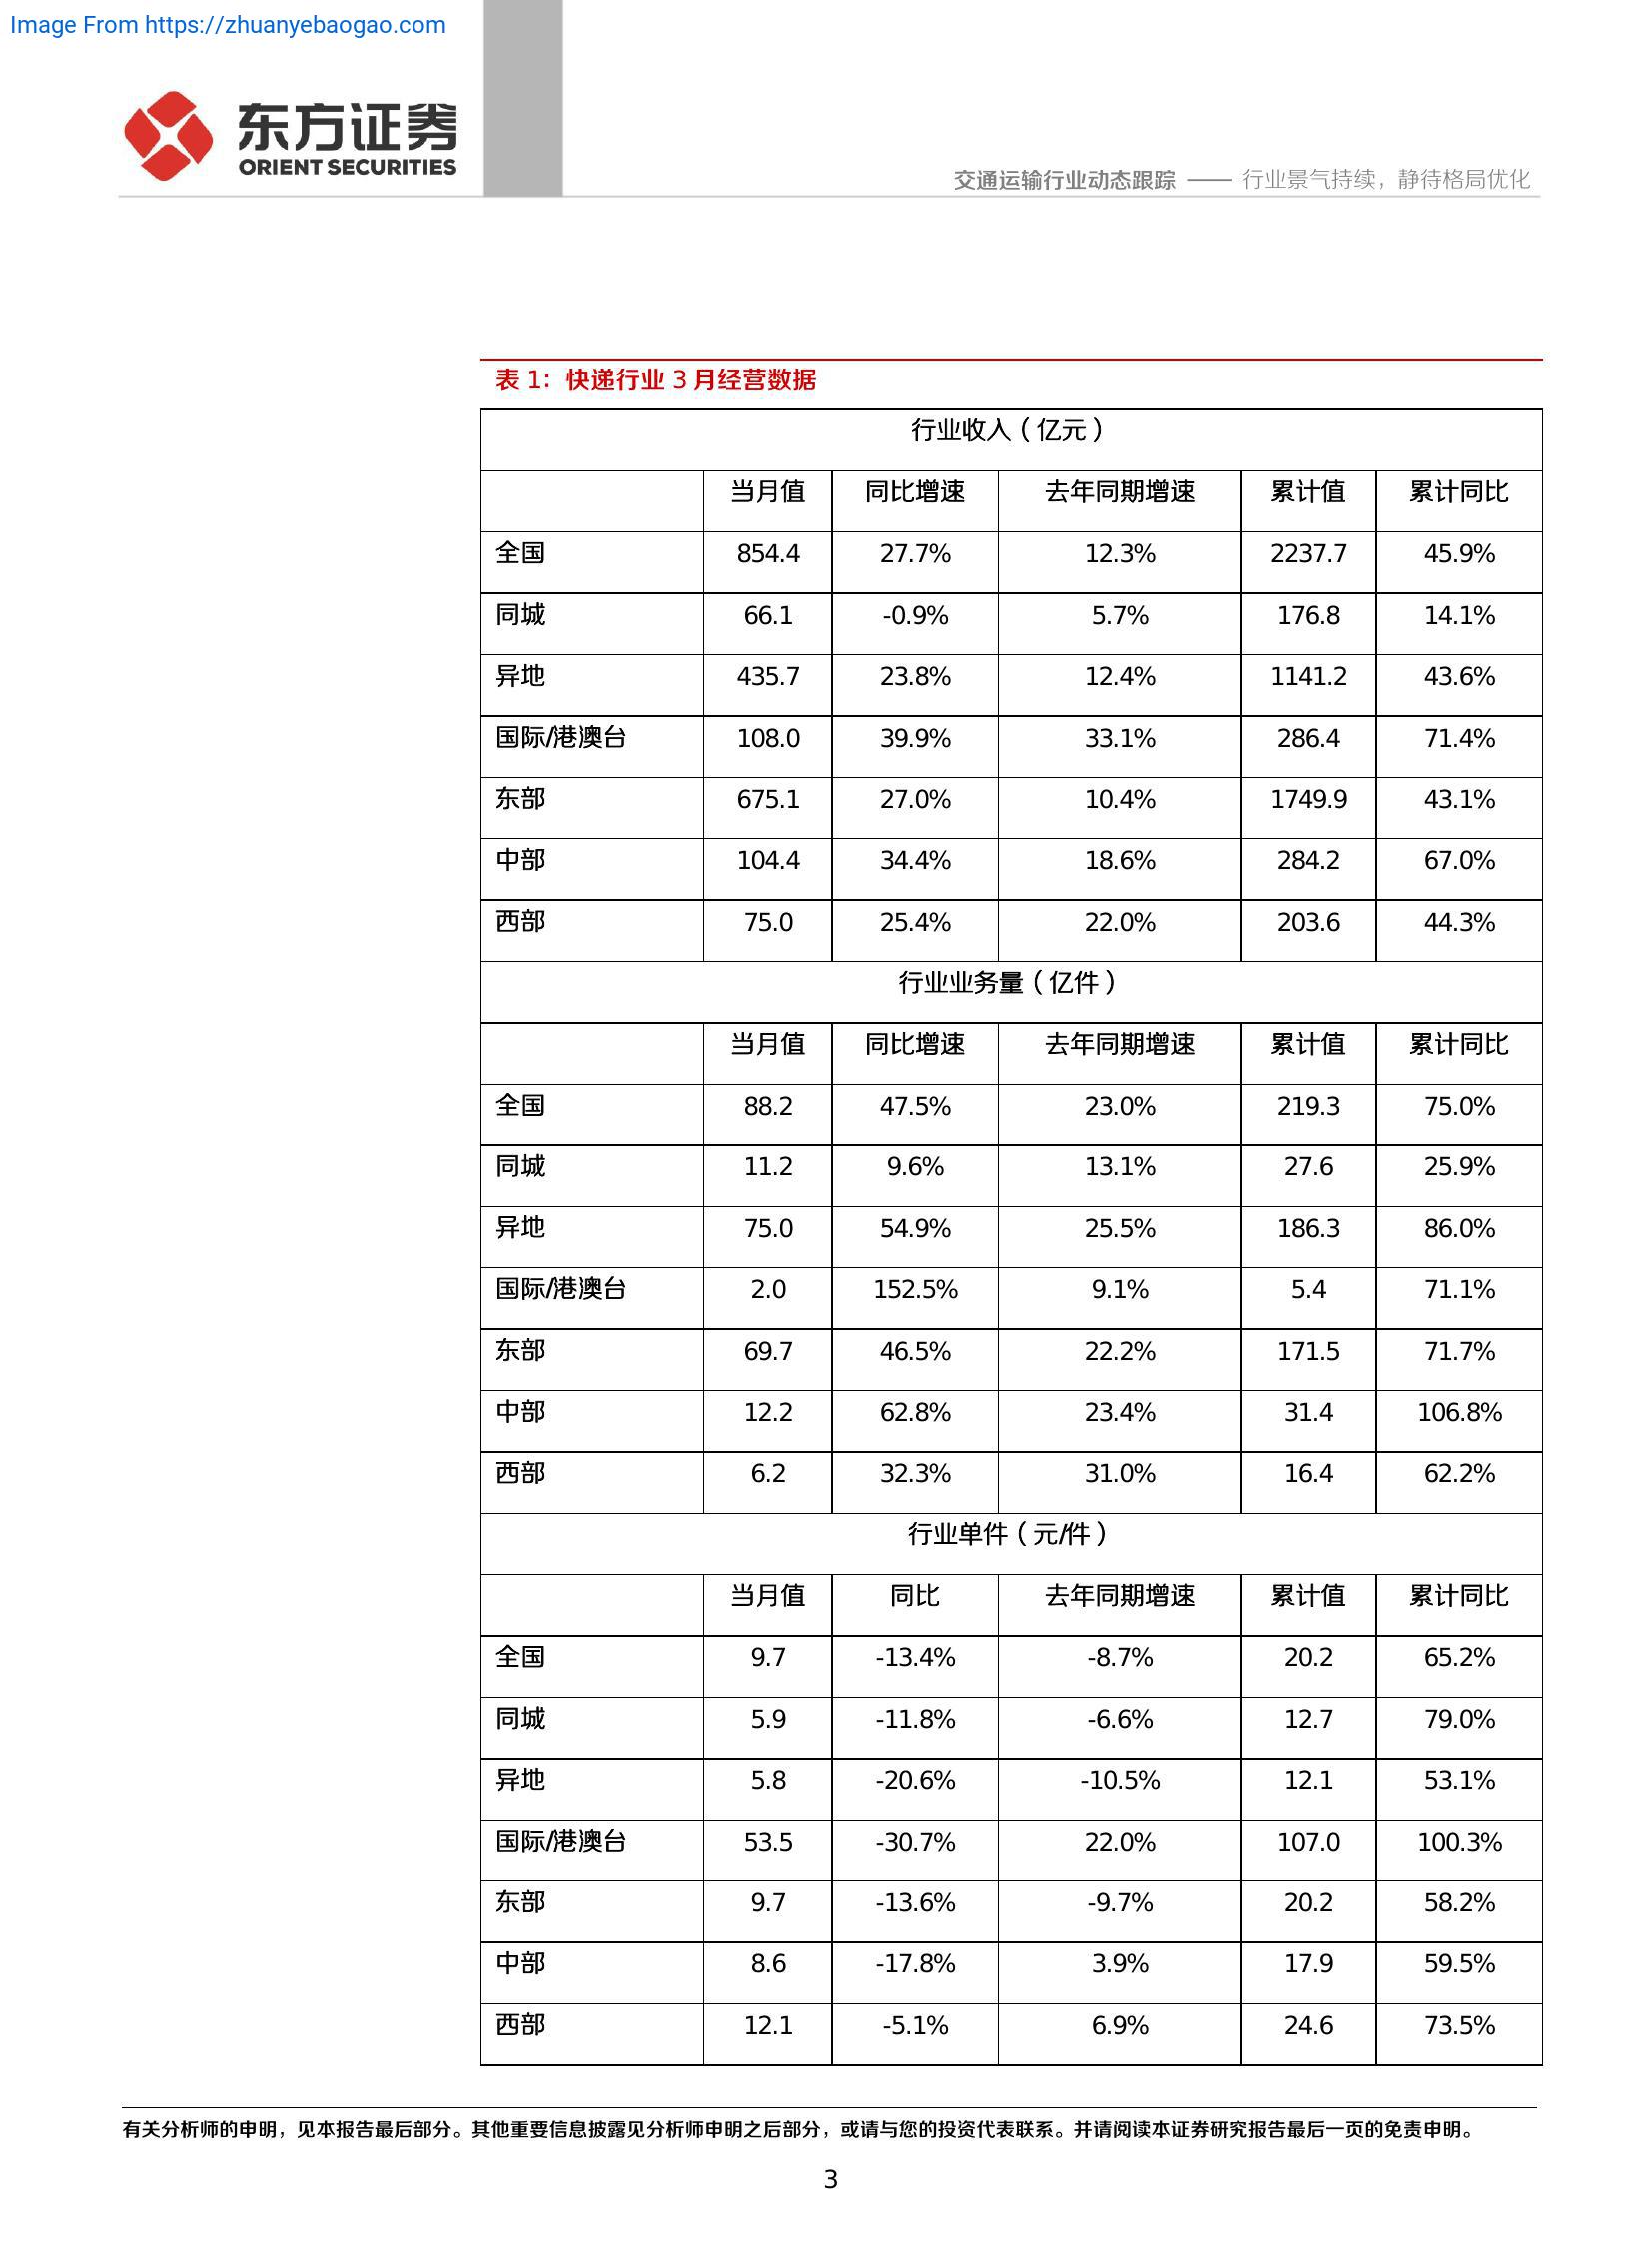 Image From https://zhuanyebaogao.com
东方证券
ORIENT SECURITIES
交通运输行业动态跟踪 —— 行业景气持续，静待格局优化
表 1：快递行业 3 月经营数据
行业收入（亿元）
当月值 同比增速 去年同期增速 累计值 累计同比
全国 854.4 27.7% 12.3% 2237.7 45.9%
同城 66.1 -0.9% 5.7% 176.8 14.1%
异地 435.7 23.8% 12.4% 1141.2 43.6%
国际/港澳台 108.0 39.9% 33.1% 286.4 71.4%
东部 675.1 27.0% 10.4% 1749.9 43.1%
中部 104.4 34.4% 18.6% 284.2 67.0%
西部 75.0 25.4% 22.0% 203.6 44.3%
行业业务量（亿件）
当月值 同比增速 去年同期增速 累计值 累计同比
全国 88.2 47.5% 23.0% 219.3 75.0%
同城 11.2 9.6% 13.1% 27.6 25.9%
异地 75.0 54.9% 25.5% 186.3 86.0%
国际/港澳台 2.0 152.5% 9.1% 5.4 71.1%
东部 69.7 46.5% 22.2% 171.5 71.7%
中部 12.2 62.8% 23.4% 31.4 106.8%
西部 6.2 32.3% 31.0% 16.4 62.2%
行业单件（元/件）
当月值 同比 去年同期增速 累计值 累计同比
全国 9.7 -13.4% -8.7% 20.2 65.2%
同城 5.9 -11.8% -6.6% 12.7 79.0%
异地 5.8 -20.6% -10.5% 12.1 53.1%
国际/港澳台 53.5 -30.7% 22.0% 107.0 100.3%
东部 9.7 -13.6% -9.7% 20.2 58.2%
中部 8.6 -17.8% 3.9% 17.9 59.5%
西部 12.1 -5.1% 6.9% 24.6 73.5%
有关分析师的申明，见本报告最后部分。其他重要信息披露见分析师申明之后部分，或请与您的投资代表联系。并请阅读本证券研究报告最后一页的免责申明。
3